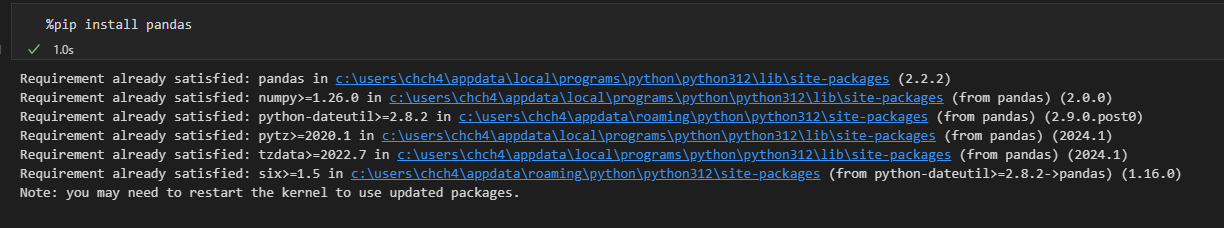 %pip install pandas
1.0s
Requirement already satisfied: pandas in c:\users\chch4\appdata\local\programs\python\python312\lib\site-packages (2.2.2)
Requirement already satisfied: numpy>=1.26.0 in c:\users\chch4\appdata\local\programs\python\python312\lib\site-packages (from pandas) (2.0.0)
Requirement already satisfied: python-dateutil>=2.8.2 in c:\users\chch4\appdata\roaming\python\python312\site-packages (from pandas) (2.9.0.post0)
Requirement already satisfied: pytz>=2020.1 in c:\users\chch4\appdata\local\programs\python\python312\lib\site-packages (from pandas) (2024.1)
Requirement already satisfied: tzdata>=2022.7 in c:\users\chch4\appdata\local\programs\python\python312\lib\site-packages (from pandas) (2024.1)
Requirement already satisfied: six>=1.5 in c:\users\chch4\appdata\roaming\python\python312\site-packages (from python-dateutil>=2.8.2->pandas) (1.16.0)
Note: you may need to restart the kernel to use updated packages.